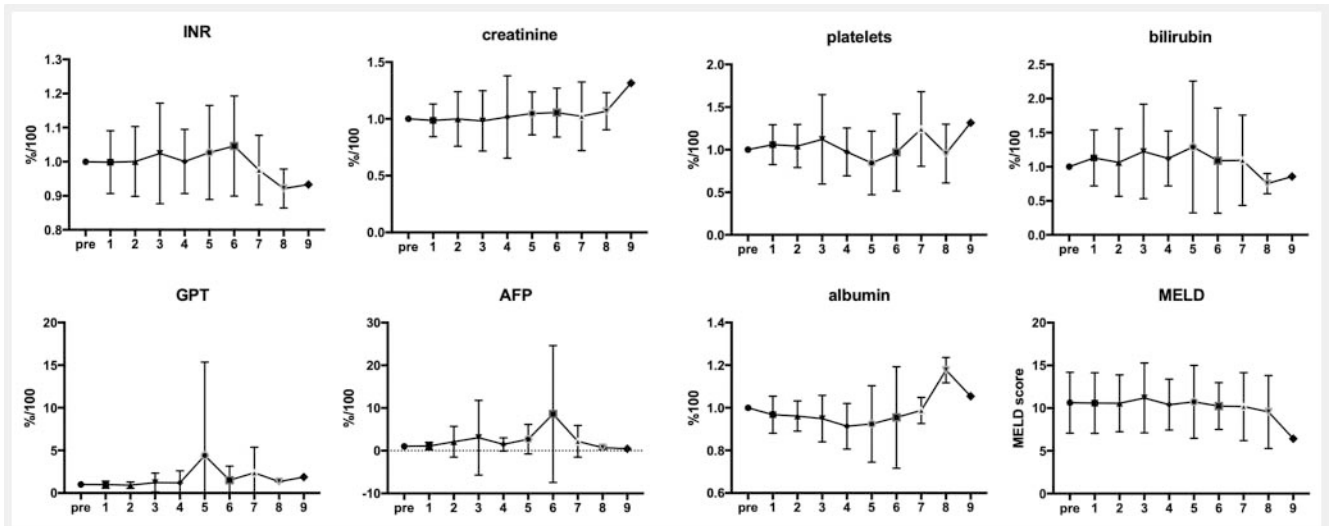 INR
creatinine
platelets
bilirubin
%/100
1.3
1.2
1.1
1.0
0.9
0.8
pre 1 2 3 4 5 6 7 8 9
%/100
1.5
1.0
0.5
0.0
pre 1 2 3 4 5 6 7 8 9
%/100
2.0
1.5
1.0
0.5
0.0
pre 1 2 3 4 5 6 7 8 9
%/100
2.5
2.0
1.5
1.0
0.5
0.0
pre 1 2 3 4 5 6 7 8 9
GPT
AFP
albumin
MELD
%/100
20
15
10
5
0
pre 1 2 3 4 5 6 7 8 9
%/100
30
20
10
0
-10
pre 1 2 3 4 5 6 7 8 9
%100
1.4
1.2
1.0
0.8
0.6
pre 1 2 3 4 5 6 7 8 9
MELD score
20
15
10
5
0
pre 1 2 3 4 5 6 7 8 9